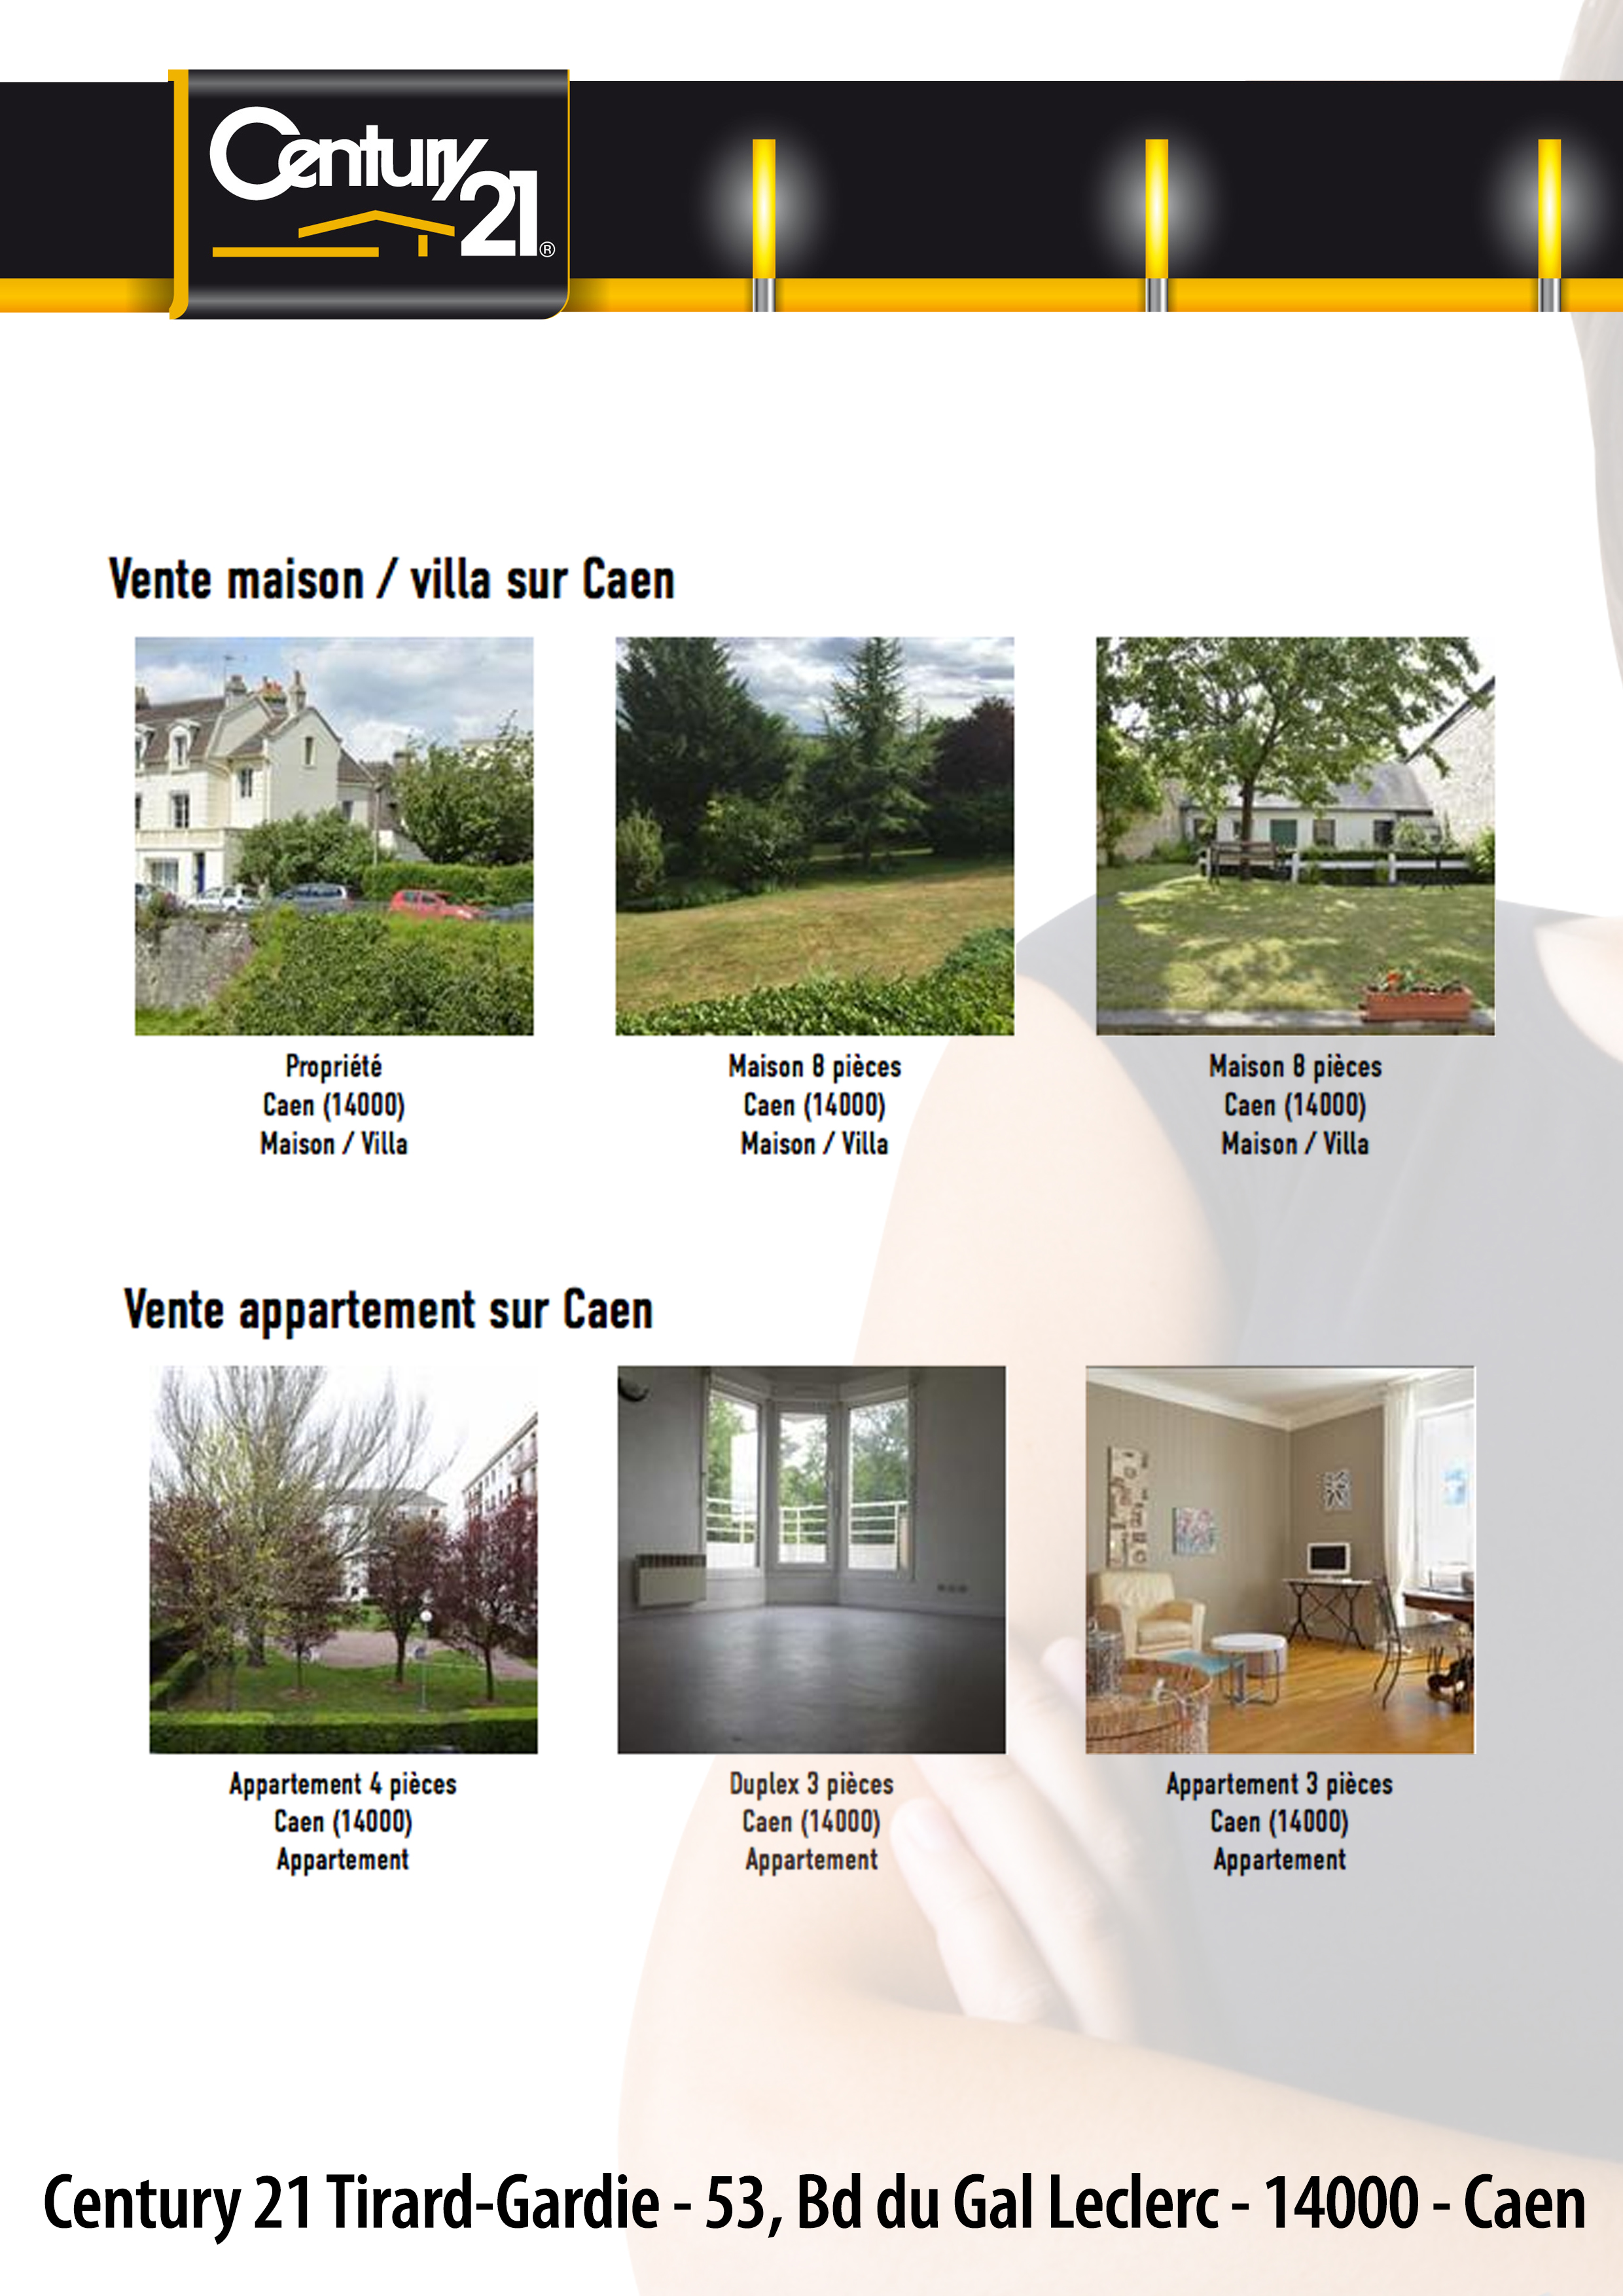 Century 21®
Vente maison / villa sur Caen
Propriété
Caen (14000)
Maison / Villa
Maison 8 pièces
Caen (14000)
Maison / Villa
Maison 8 pièces
Caen (14000)
Maison / Villa
Vente appartement sur Caen
Appartement 4 pièces
Caen (14000)
Appartement
Duplex 3 pièces
Caen (14000)
Appartement
Appartement 3 pièces
Caen (14000)
Appartement
Century 21 Tirard-Gardie - 53, Bd du Gal Leclerc - 14000 - Caen